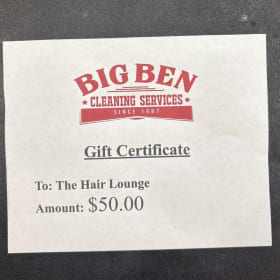 BIG BEN
CLEANING SERVICES
SINCE 1987
Gift Certificate
To: The Hair Lounge
Amount: $50.00